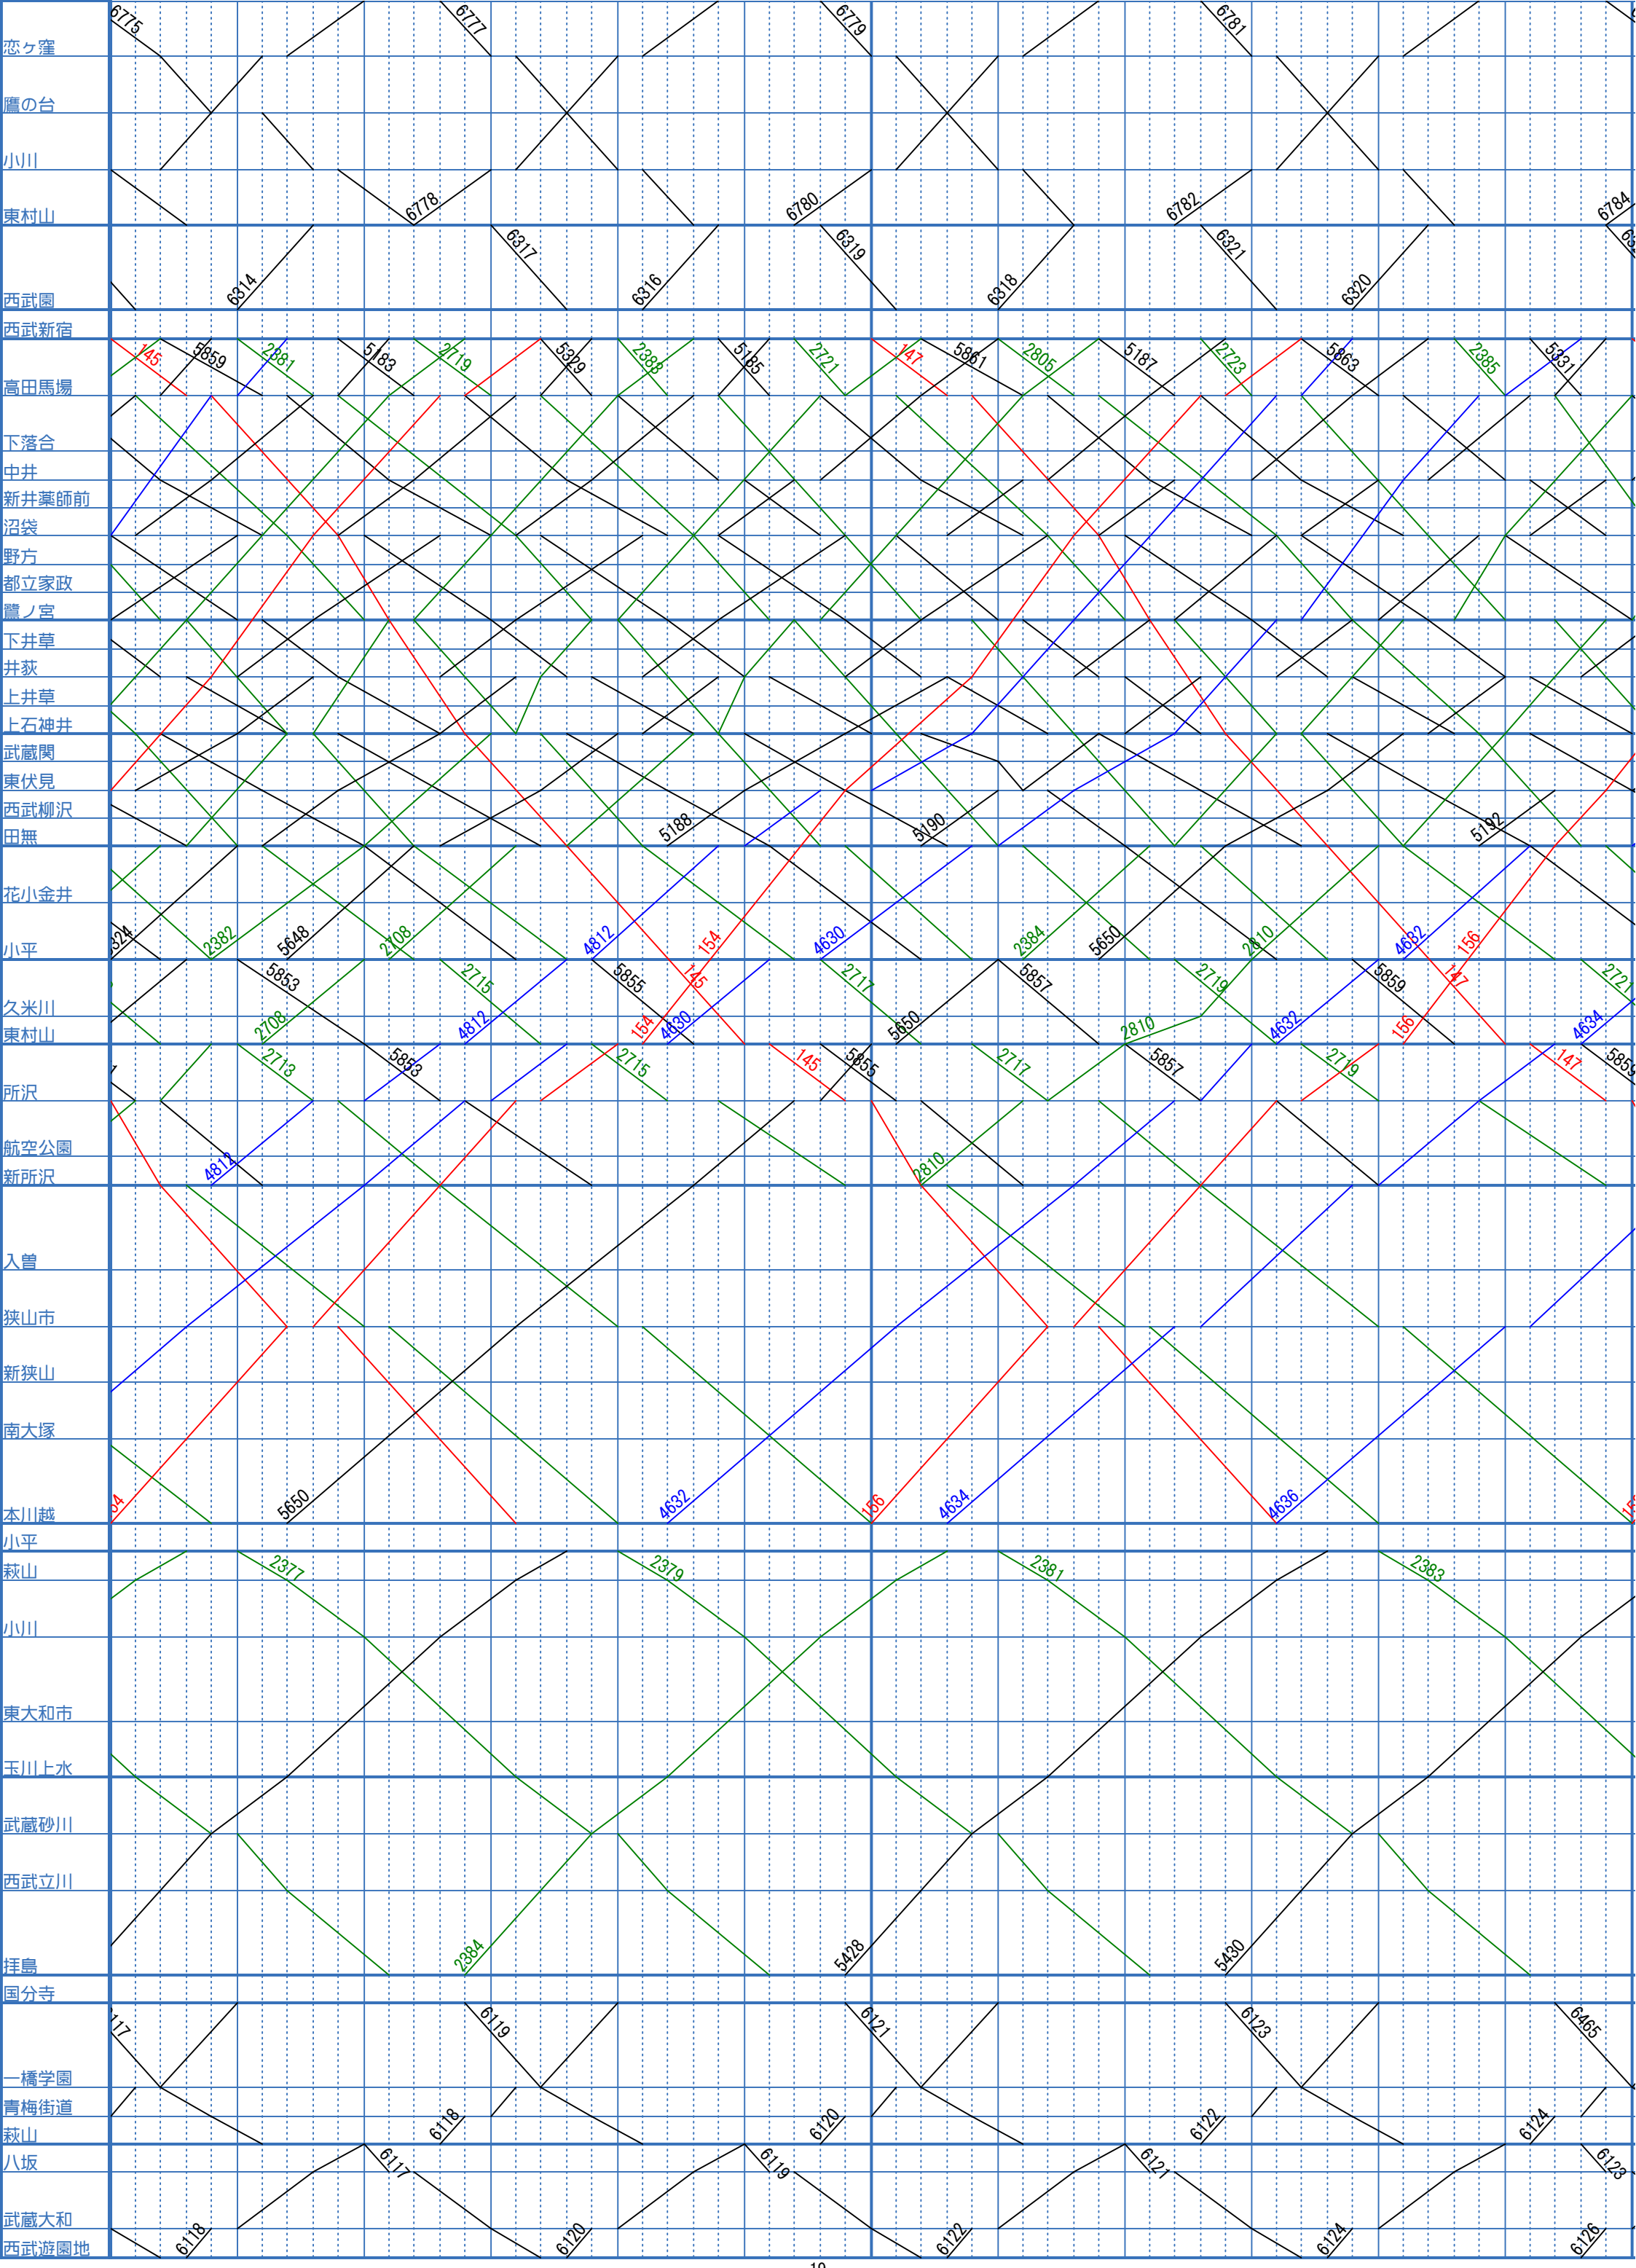 6775 6777 6779 6781
恋ヶ窪
鷹の台
小川
東村山 6778 6780 6782 6784
6317 6319 6321
西武園 6314 6316 6318 6320
西武新宿
145 5859 2381 5183 2719 5329 2383 5185 2721 147 5861 2805 5187 2723 5863 2385 5331
高田馬場
下落合
中井
新井薬師前
沼袋
野方
都立家政
鷺ノ宮
下井草
井荻
上井草
上石神井
武蔵関
東伏見
西武柳沢
田無 5188 5190 5192
花小金井
小平 324 2382 5648 2708 4812 154 4630 2384 5650 2810 4632 156
5853 2715 5855 145 2717 5857 2719 5859 147 2721
久米川
東村山 2708 4812 154 4630 5650 2810 4632 156 4634
1 2713 5853 2715 145 5855 2717 5857 2719 147 5859
所沢
航空公園
新所沢 4812 2810
入曽
狭山市
新狭山
南大塚
本川越 5650 4632 156 4634 4636
小平
2377 2379 2381 2383
萩山
小川
東大和市
玉川上水
武蔵砂川
西武立川
拝島 2384 5428 5430
国分寺
117 6119 6121 6123 6465
一橋学園
青梅街道
萩山 6118 6120 6122 6124
6117 6119 6121 6123
八坂
武蔵大和
西武遊園地 6118 6120 6122 6124 6126